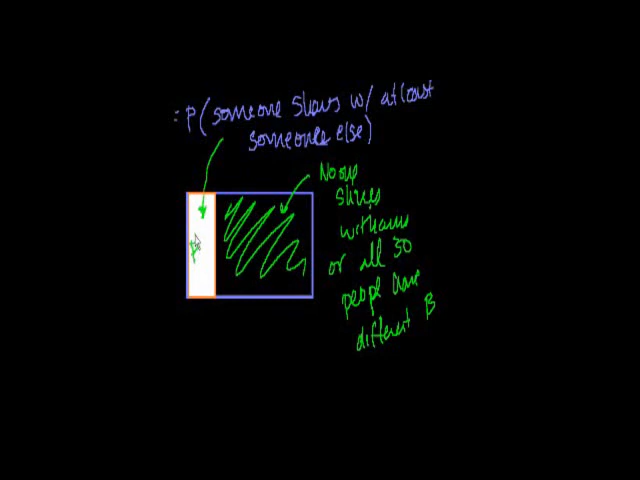 = P(someone shares w/ at least
someone else)
No one
shares
with anyone
or all 30
people have
different B